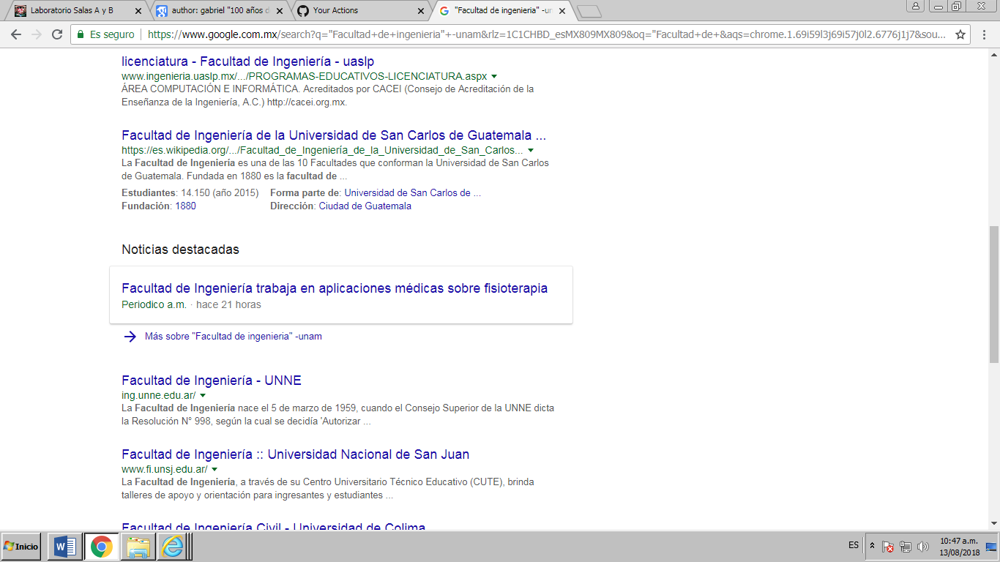 Laboratorio Salas A y B
author: gabriel "100 años d
Your Actions
"Facultad de ingenieria" -un
Es seguro
https://www.google.com.mx/search?q="Facultad+de+ingenieria"+-unam&rlz=1C1CHBD_esMX809MX809&oq="Facultad+de+&aqs=chrome.1.69i59l3j69i57j0l2.6776j1j7&sou...
licenciatura - Facultad de Ingeniería - uaslp
www.ingenieria.uaslp.mx/.../PROGRAMAS-EDUCATIVOS-LICENCIATURA.aspx
ÁREA COMPUTACIÓN E INFORMÁTICA. Acreditados por CACEI (Consejo de Acreditación de la
Enseñanza de la Ingeniería, A.C.) http://cacei.org.mx.
Facultad de Ingeniería de la Universidad de San Carlos de Guatemala ...
https://es.wikipedia.org/.../Facultad_de_Ingeniería_de_la_Universidad_de_San_Carlos...
La Facultad de Ingeniería es una de las 10 Facultades que conforman la Universidad de San Carlos
de Guatemala. Fundada en 1880 es la facultad de ...
Estudiantes: 14.150 (año 2015) Forma parte de: Universidad de San Carlos de ...
Fundación: 1880 Dirección: Ciudad de Guatemala
Noticias destacadas
Facultad de Ingeniería trabaja en aplicaciones médicas sobre fisioterapia
Periodico a.m. · hace 21 horas
Más sobre "Facultad de ingenieria" -unam
Facultad de Ingeniería - UNNE
ing.unne.edu.ar/
La Facultad de Ingeniería nace el 5 de marzo de 1959, cuando el Consejo Superior de la UNNE dicta
la Resolución N° 998, según la cual se decidía 'Autorizar ...
Facultad de Ingeniería :: Universidad Nacional de San Juan
www.fi.unsj.edu.ar/
La Facultad de Ingeniería, a través de su Centro Universitario Técnico Educativo (CUTE), brinda
talleres de apoyo y orientación para ingresantes y estudiantes ...
Facultad de Ingeniería Civil - Universidad de Colima
Inicio
ES
10:47 a.m.
13/08/2018